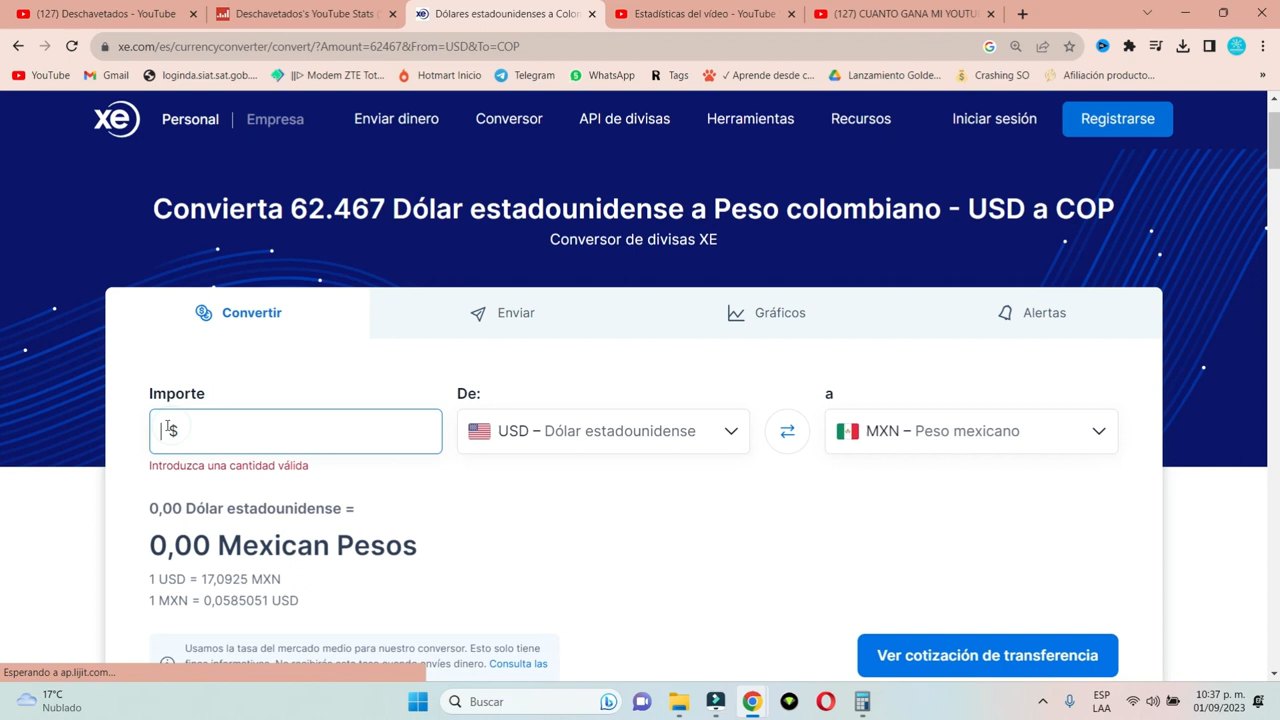 (127) Deschavetados - YouTube
Deschavetados's YouTube Stats (
Dólares estadounidenses a Colon
Estadísticas del vídeo - YouTube
(127) CUANTO GANA MI YOUTU
xe.com/es/currencyconverter/convert/?Amount=62467&From=USD&To=COP
YouTube
Gmail
loginda.siat.sat.gob....
||▷ Modem ZTE Tot...
Hotmart Inicio
Telegram
WhatsApp
Tags
✓ Aprende desde c...
Lanzamiento Golde...
Crashing SO
Afiliación producto...
»
xe
Personal
Empresa
Enviar dinero
Conversor
API de divisas
Herramientas
Recursos
Iniciar sesión
Registrarse
Convierta 62.467 Dólar estadounidense a Peso colombiano - USD a COP
Conversor de divisas XE
Convertir
Enviar
Gráficos
Alertas
Importe
De:
a
$
USD – Dólar estadounidense
MXN – Peso mexicano
Introduzca una cantidad válida
0,00 Dólar estadounidense =
0,00 Mexican Pesos
1 USD = 17,0925 MXN
1 MXN = 0,0585051 USD
Usamos la tasa del mercado medio para nuestro conversor. Esto solo tiene
Consulta las
Ver cotización de transferencia
Esperando a ap.lijit.com...
17°C
Nublado
Buscar
ESP
LAA
10:37 p. m.
01/09/2023